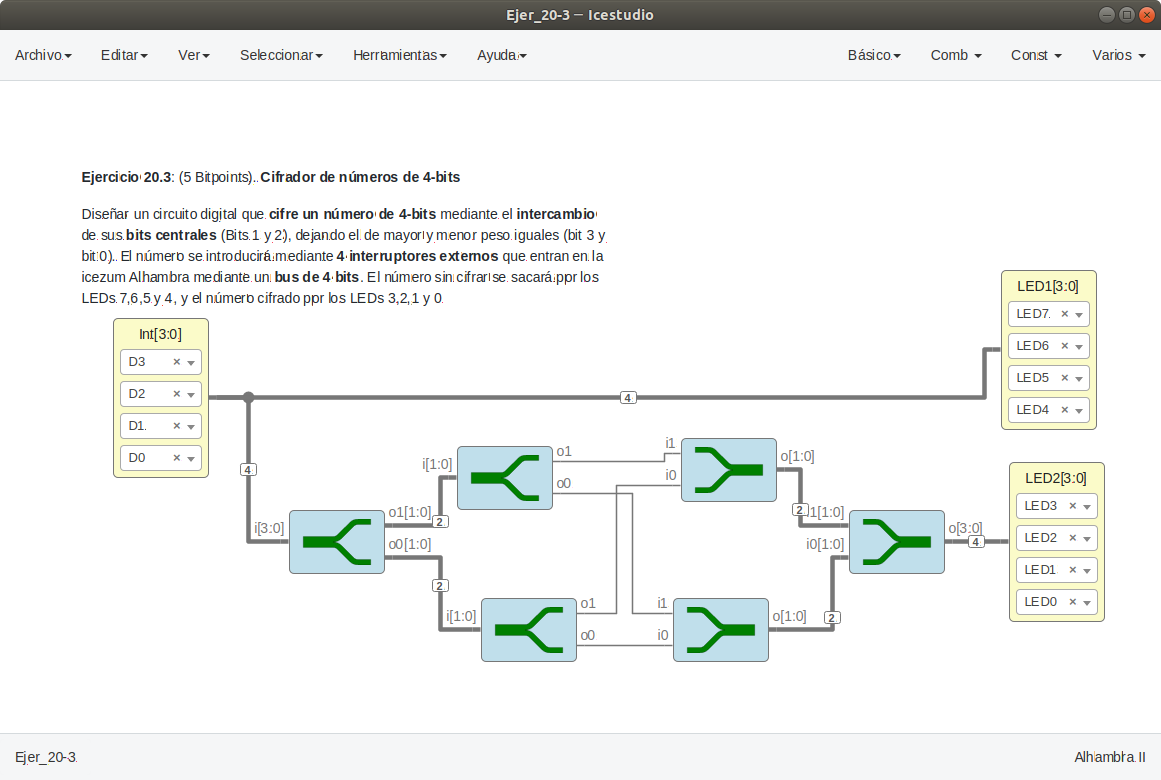 Ejer_20-3 — Icestudio
Archivo Editar Ver Seleccionar Herramientas Ayuda Básico Comb Const Varios
Ejercicio 20.3: (5 Bitpoints). Cifrador de números de 4-bits
Diseñar un circuito digital que cifre un número de 4-bits mediante el intercambio
de sus bits centrales (Bits 1 y 2), dejando el de mayor y menor peso iguales (bit 3 y
bit 0). El número se introducirá mediante 4 interruptores externos que entran en la
icezum Alhambra mediante un bus de 4 bits. El número sin cifrar se sacará por los
LEDs 7,6,5 y 4, y el número cifrado por los LEDs 3,2,1 y 0
Int[3:0]
D3
D2
D1
D0
4
4
i[3:0]
o1[1:0]
o0[1:0]
2
2
i[1:0]
o1
o0
i[1:0]
o1
o0
i1
i0
o[1:0]
i1
i0
o[1:0]
2
2
i1[1:0]
i0[1:0]
o[3:0]
4
LED1[3:0]
LED7
LED6
LED5
LED4
LED2[3:0]
LED3
LED2
LED1
LED0
Ejer_20-3
Alhambra II